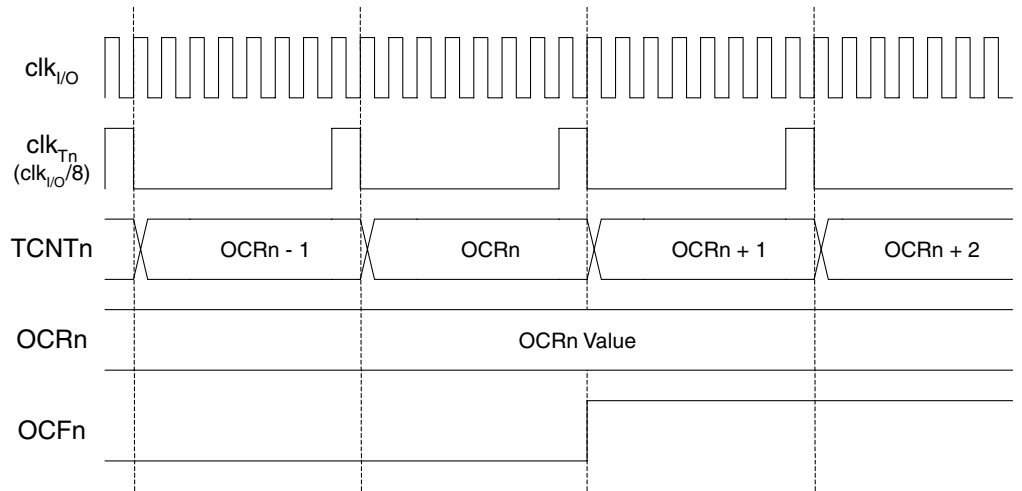 clkI/O
clkTn
(clkI/O/8)
TCNTn
OCRn - 1
OCRn
OCRn + 1
OCRn + 2
OCRn
OCRn Value
OCFn